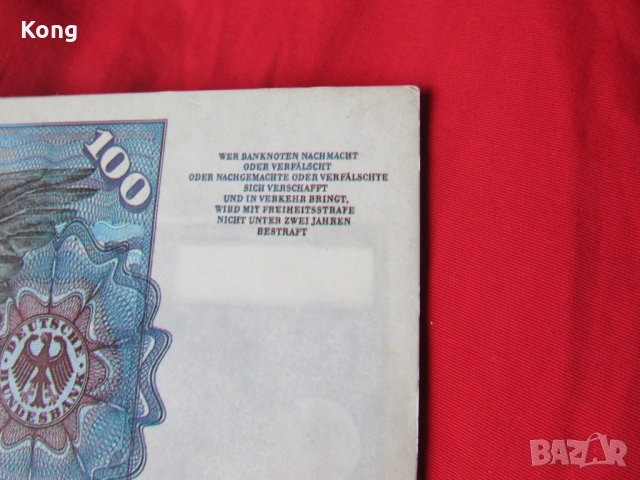 Kong
100
WER BANKNOTEN NACHMACHT
ODER VERFÄLSCHT
ODER NACHGEMACHTE ODER VERFÄLSCHTE
SICH VERSCHAFFT
UND IN VERKEHR BRINGT,
WIRD MIT FREIHEITSSTRAFE
NICHT UNTER ZWEI JAHREN
BESTRAFT
DEUTSCHE
BUNDESBANK
BAZAR